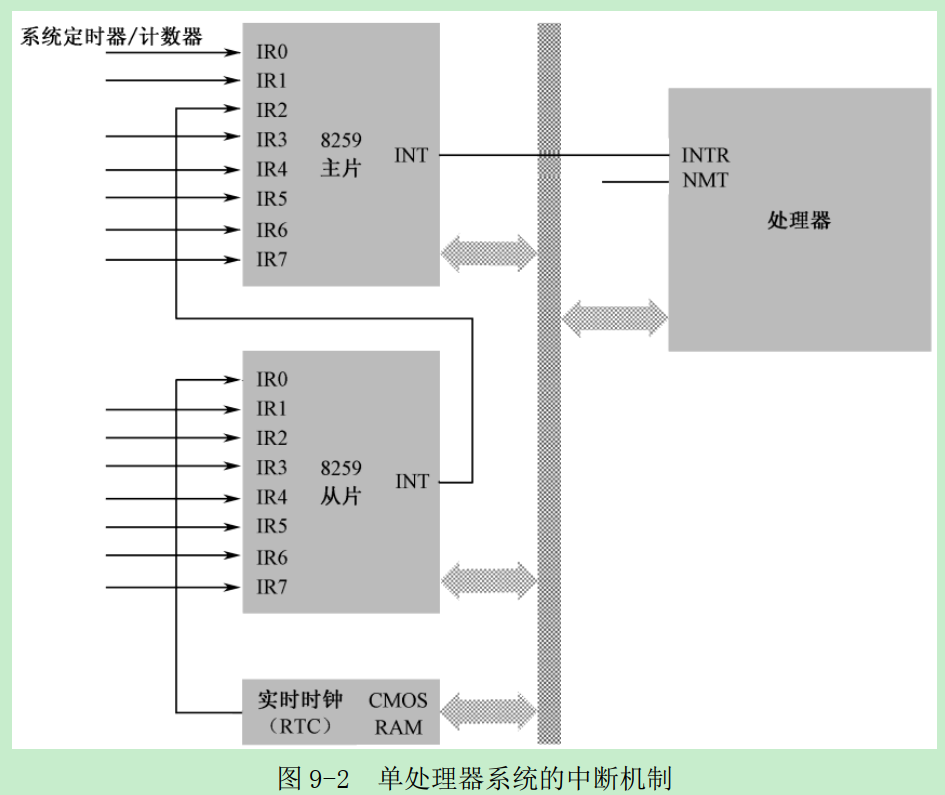 系统定时器/计数器
IR0
IR1
IR2
IR3
IR4
IR5
IR6
IR7
8259
主片
INT
INTR
NMT
处理器
IR0
IR1
IR2
IR3
IR4
IR5
IR6
IR7
8259
从片
INT
实时时钟
（RTC）
CMOS
RAM
图 9-2 单处理器系统的中断机制